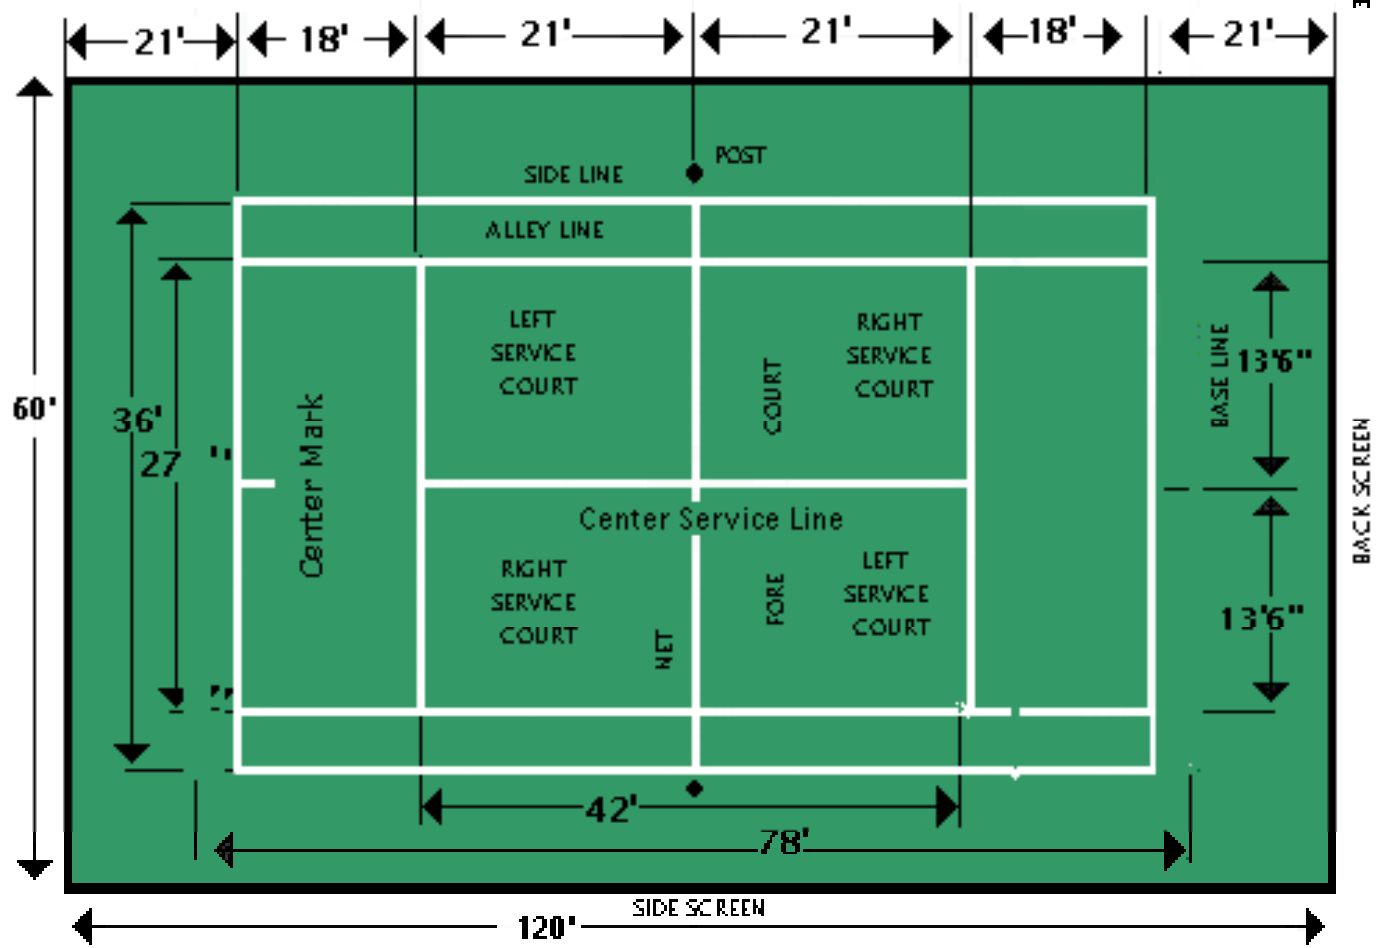 21' 18' 21' 21' 18' 21'
POST
SIDE LINE
ALLEY LINE
LEFT
SERVICE
COURT
RIGHT
SERVICE
COURT
COURT
BASE LINE
13'6"
60'
36'
27
Center Mark
BACK SCREEN
Center Service Line
RIGHT
SERVICE
COURT
NET
FORE
LEFT
SERVICE
COURT
13'6"
42'
78'
SIDE SCREEN
120'